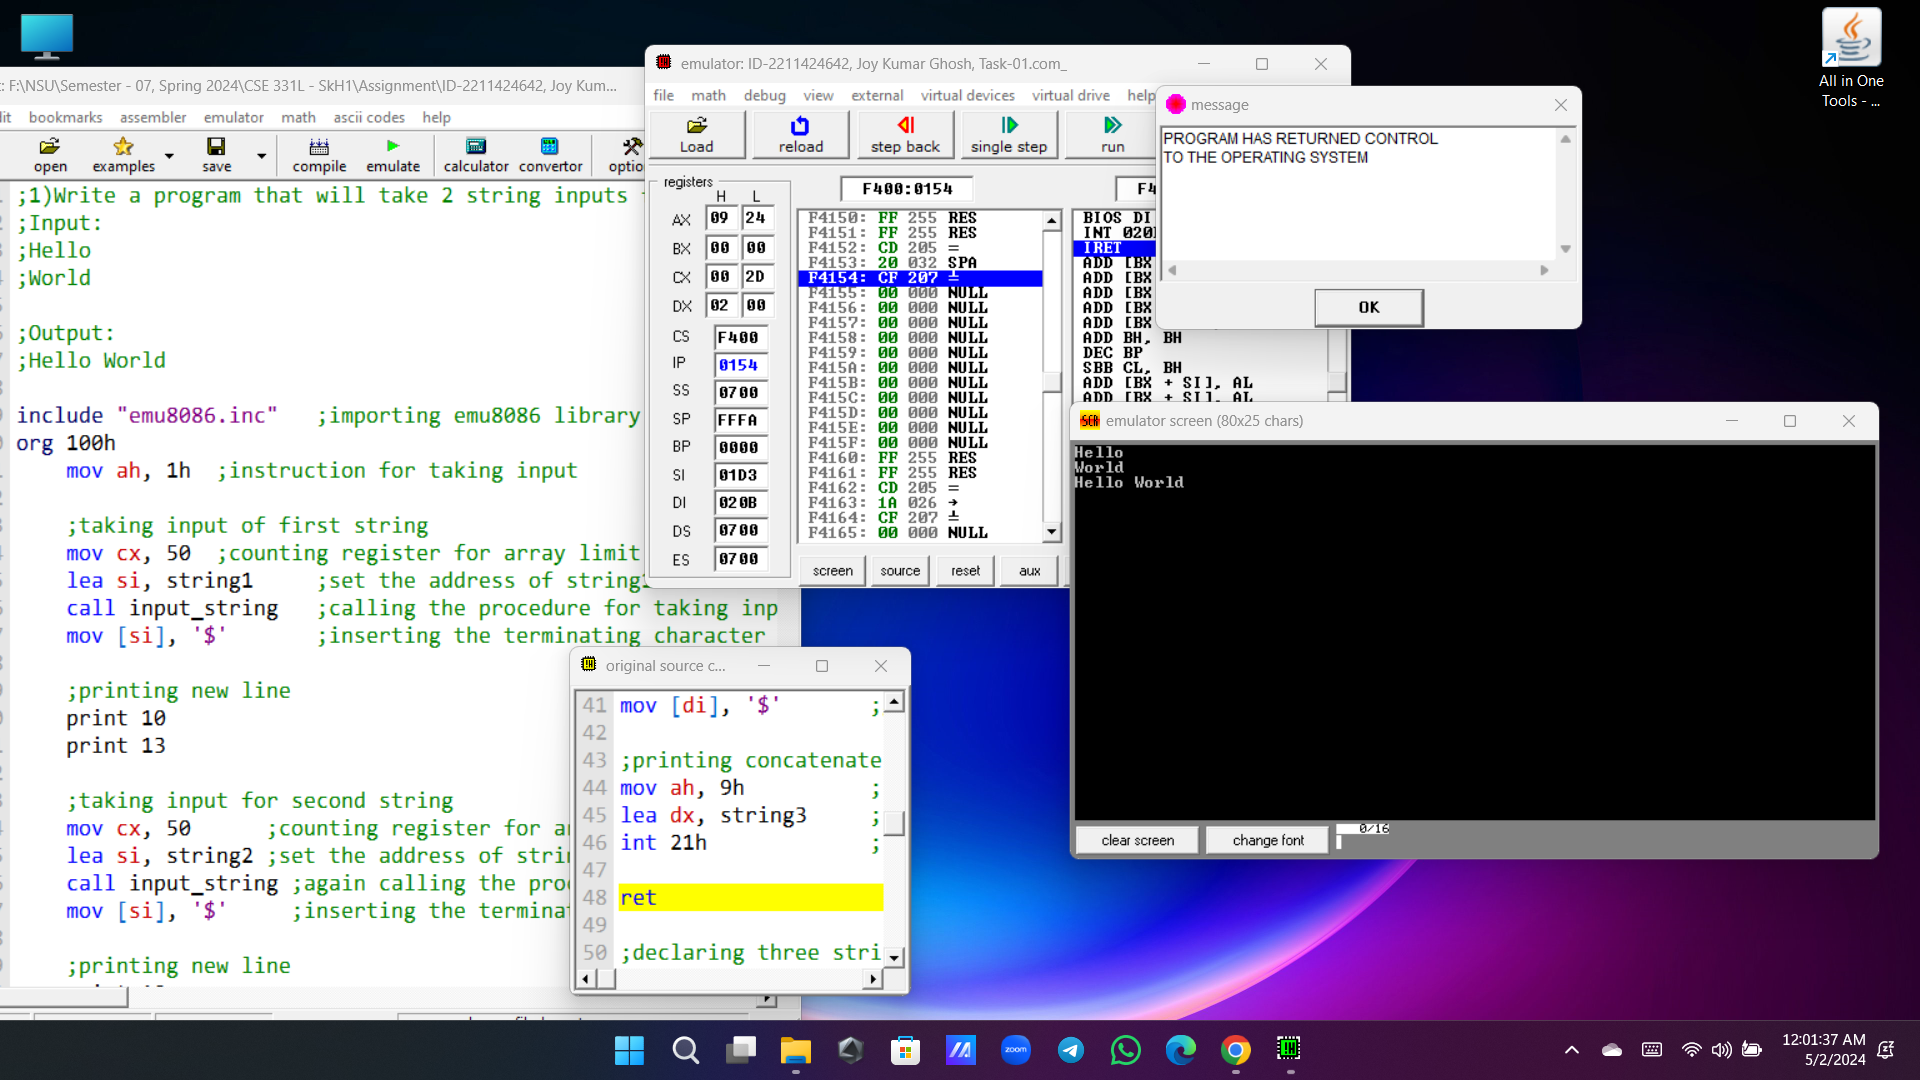 All in One
Tools - ...
t: F:\NSU\Semester - 07, Spring 2024\CSE 331L - SkH1\Assignment\ID-2211424642, Joy Kum...
dit bookmarks assembler emulator math ascii codes help
open examples save compile emulate calculator convertor optio
;1)Write a program that will take 2 string inputs
;Input:
;Hello
;World
;Output:
;Hello World
include "emu8086.inc" ;importing emu8086 library
org 100h
mov ah, 1h ;instruction for taking input
;taking input of first string
mov cx, 50 ;counting register for array limit
lea si, string1 ;set the address of string1
call input_string ;calling the procedure for taking inp
mov [si], '$' ;inserting the terminating character
;printing new line
print 10
print 13
;taking input for second string
mov cx, 50 ;counting register for ar
lea si, string2 ;set the address of strin
call input_string ;again calling the proc
mov [si], '$' ;inserting the terminat
;printing new line
emulator: ID-2211424642, Joy Kumar Ghosh, Task-01.com_
file math debug view external virtual devices virtual drive help
Load reload step back single step run
registers
H L
AX 09 24
BX 00 00
CX 00 2D
DX 02 00
CS F400
IP 0154
SS 0700
SP FFFA
BP 0000
SI 01D3
DI 020B
DS 0700
ES 0700
F400:0154
F4150: FF 255 RES
F4151: FF 255 RES
F4152: CD 205 =
F4153: 20 032 SPA
F4154: CF 207 ╧
F4155: 00 000 NULL
F4156: 00 000 NULL
F4157: 00 000 NULL
F4158: 00 000 NULL
F4159: 00 000 NULL
F415A: 00 000 NULL
F415B: 00 000 NULL
F415C: 00 000 NULL
F415D: 00 000 NULL
F415E: 00 000 NULL
F415F: 00 000 NULL
F4160: FF 255 RES
F4161: FF 255 RES
F4162: CD 205 =
F4163: 1A 026 →
F4164: CF 207 ╧
F4165: 00 000 NULL
F4
BIOS DI
INT 020
IRET
ADD [BX
ADD [BX
ADD [BX
ADD [BX
ADD [BX
ADD BH, BH
DEC BP
SBB CL, BH
ADD [BX + SI], AL
ADD [BX + SI], AL
screen source reset aux
message
PROGRAM HAS RETURNED CONTROL
TO THE OPERATING SYSTEM
OK
SCR emulator screen (80x25 chars)
Hello
World
Hello World
clear screen change font 0/16
original source c...
41 mov [di], '$' ;
42
43 ;printing concatenate
44 mov ah, 9h ;
45 lea dx, string3 ;
46 int 21h ;
47
48 ret
49
50 ;declaring three stri
zoom
12:01:37 AM
5/2/2024